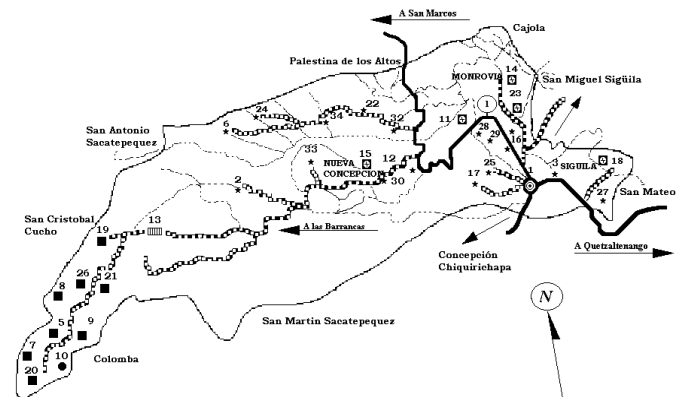 A San Marcos
Cajola
Palestina de los Altos
14
MONROVIA
San Miguel Sigüila
23
24
22
1
6
34
32
11
28
16
29
San Antonio
Sacatepequez
33
15
12
NUEVA
CONCEPCION
30
25
17
3
SIGUILA
18
2
27
San Mateo
San Cristobal
Cucho
13
19
A las Barrancas
A Quetzaltenango
Concepción
Chiquirichapa
26
21
8
N
San Martin Sacatepequez
5
9
7
10
Colomba
20